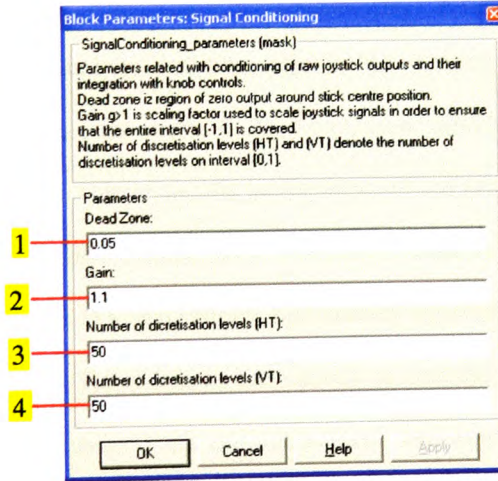 Block Parameters: Signal Conditioning
SignalConditioning_parameters (mask)
Parameters related with conditioning of raw joystick outputs and their
integration with knob controls.
Dead zone iz region of zero output around stick centre position.
Gain g>1 is scaling factor used to scale joystick signals in order to ensure
that the entire interval [-1,1] is covered.
Number of discretisation levels (HT) and (VT) denote the number of
discretisation levels on interval [0,1].
Parameters
Dead Zone:
1
0.05
Gain:
2
1.1
Number of dicretisation levels (HT):
3
50
Number of dicretisation levels (VT):
4
50
OK Cancel Help Apply